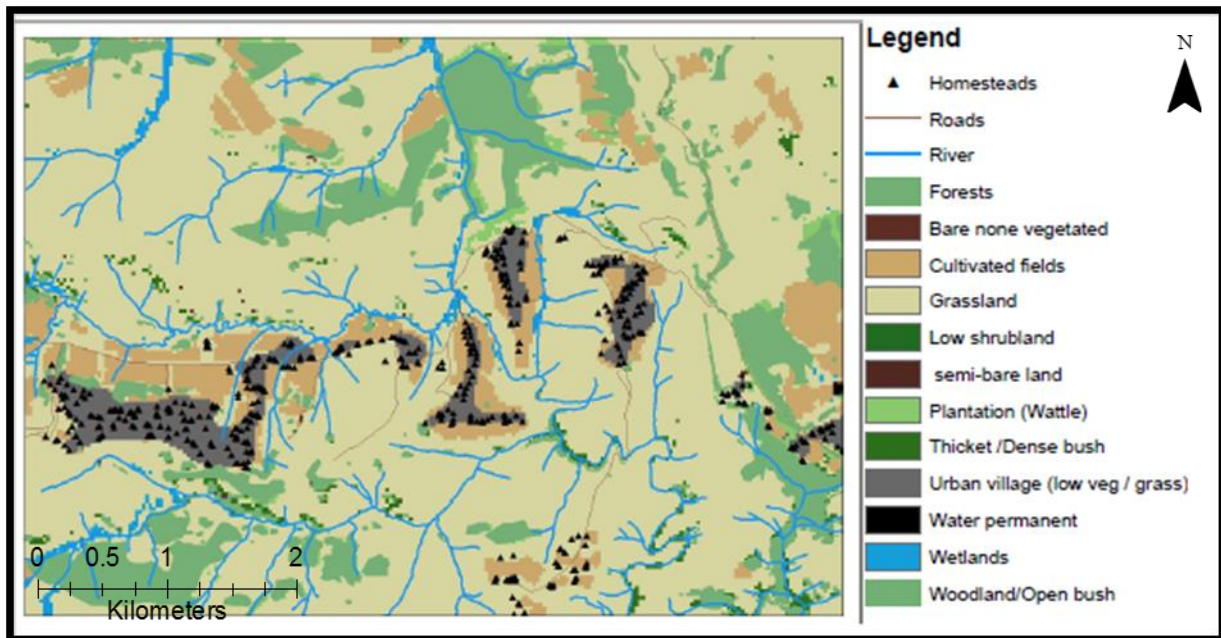 Legend
N
Homesteads
Roads
River
Forests
Bare none vegetated
Cultivated fields
Grassland
Low shrubland
semi-bare land
Plantation (Wattle)
Thicket /Dense bush
Urban village (low veg / grass)
Water permanent
Wetlands
Woodland/Open bush
0 0.5 1 2
Kilometers